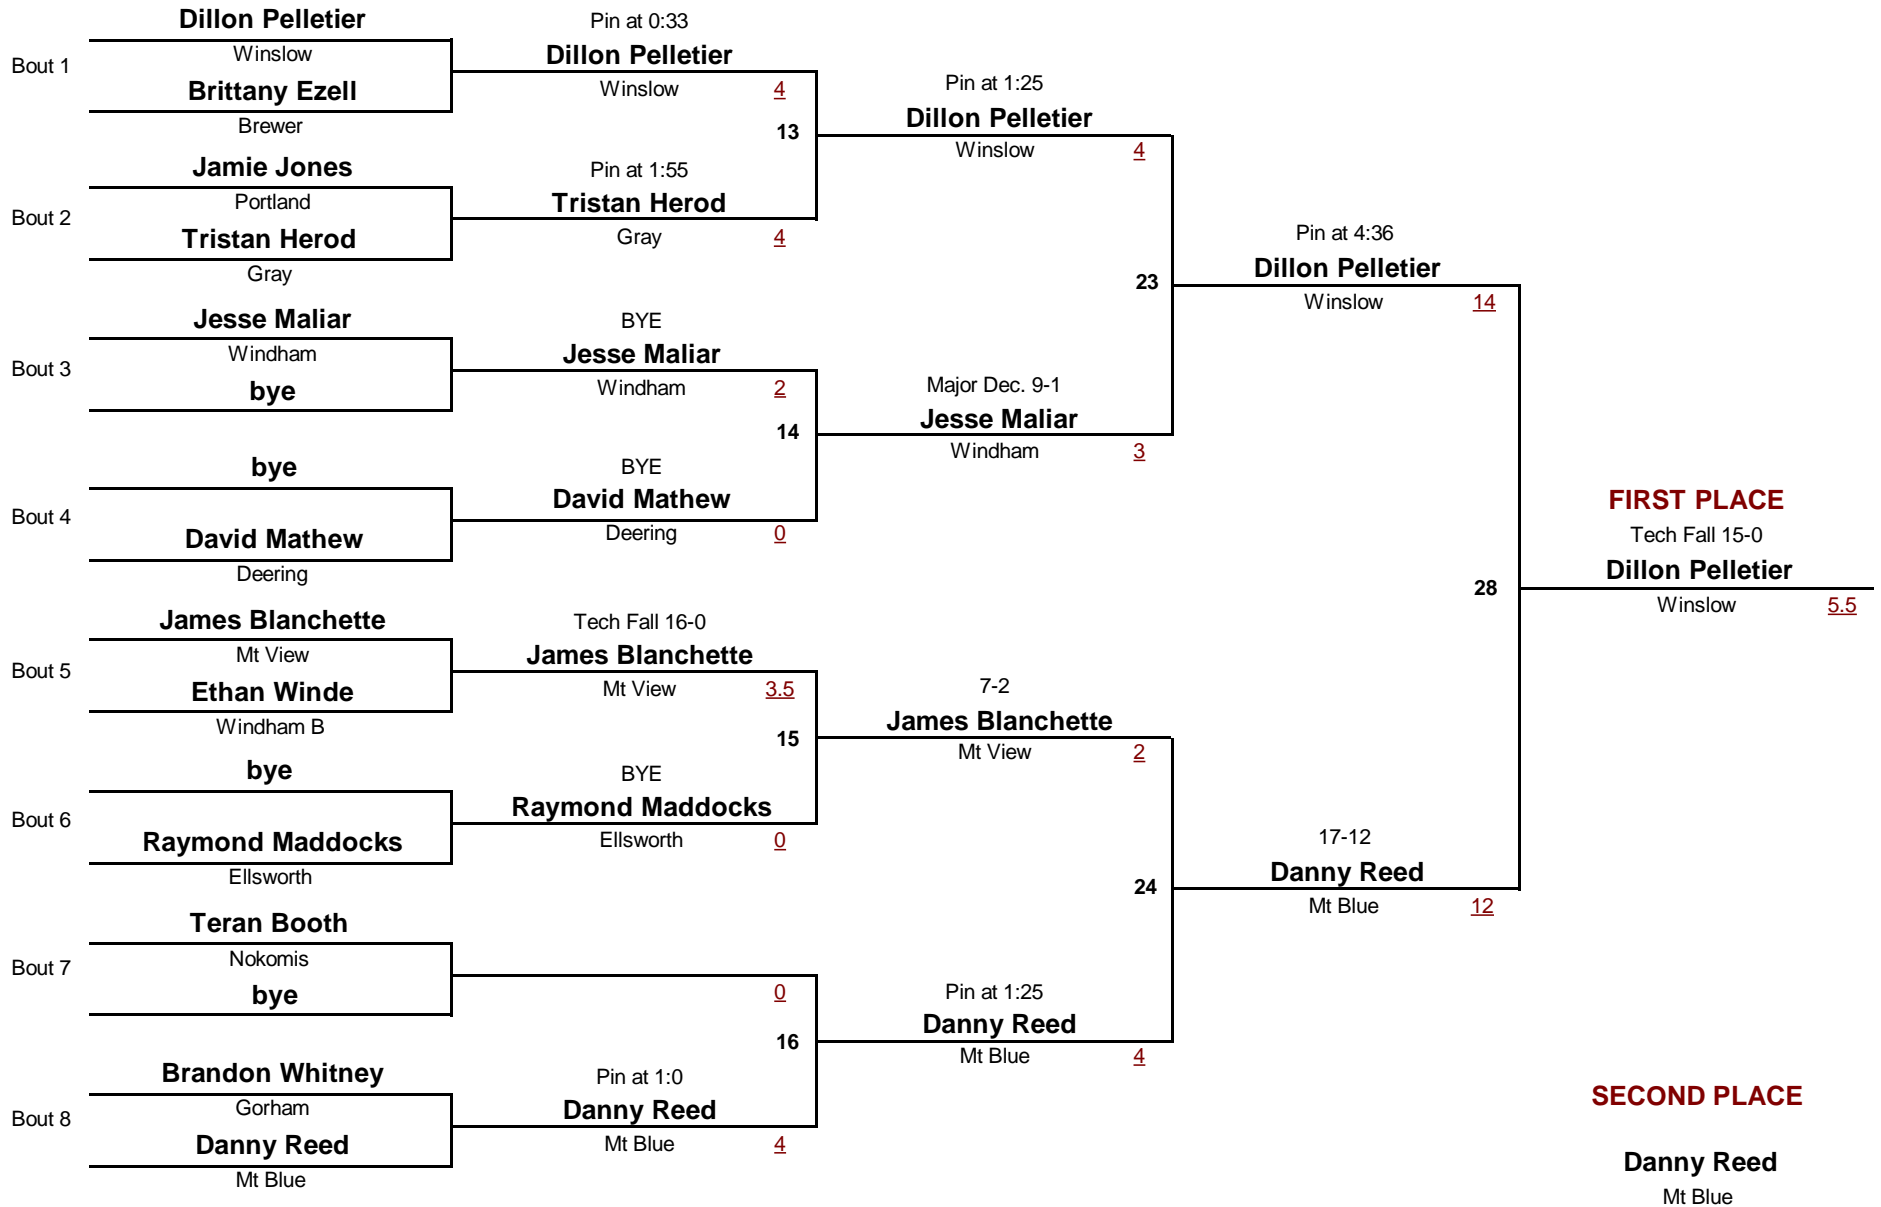 Dillon Pelletier
Bout 1
Winslow
Brittany Ezell
Brewer
Jamie Jones
Bout 2
Portland
Tristan Herod
Gray
Jesse Maliar
Bout 3
Windham
bye
bye
Bout 4
David Mathew
Deering
James Blanchette
Bout 5
Mt View
Ethan Winde
Windham B
bye
Bout 6
Raymond Maddocks
Ellsworth
Teran Booth
Bout 7
Nokomis
bye
Brandon Whitney
Bout 8
Gorham
Danny Reed
Mt Blue
Pin at 0:33
Dillon Pelletier
Winslow 4
13
Pin at 1:55
Tristan Herod
Gray 4
BYE
Jesse Maliar
Windham 2
14
BYE
David Mathew
Deering 0
Tech Fall 16-0
James Blanchette
Mt View 3.5
15
BYE
Raymond Maddocks
Ellsworth 0
0
16
Pin at 1:0
Danny Reed
Mt Blue 4
Pin at 1:25
Dillon Pelletier
Winslow 4
23
Major Dec. 9-1
Jesse Maliar
Windham 3
7-2
James Blanchette
Mt View 2
24
Pin at 1:25
Danny Reed
Mt Blue 4
Pin at 4:36
Dillon Pelletier
Winslow 14
28
17-12
Danny Reed
Mt Blue 12
FIRST PLACE
Tech Fall 15-0
Dillon Pelletier
Winslow 5.5
SECOND PLACE
Danny Reed
Mt Blue